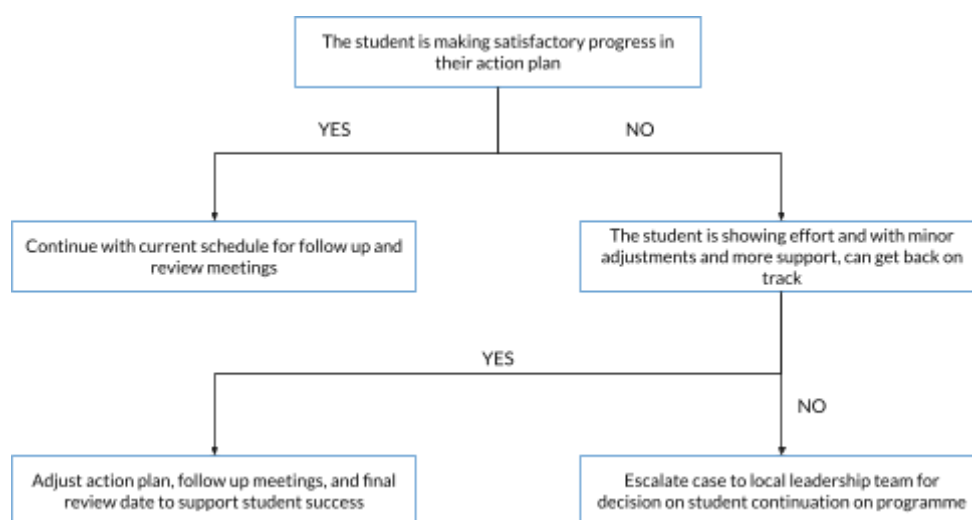 The student is making satisfactory progress in
their action plan
YES
NO
Continue with current schedule for follow up and
review meetings
The student is showing effort and with minor
adjustments and more support, can get back on
track
YES
NO
Adjust action plan, follow up meetings, and final
review date to support student success
Escalate case to local leadership team for
decision on student continuation on programme